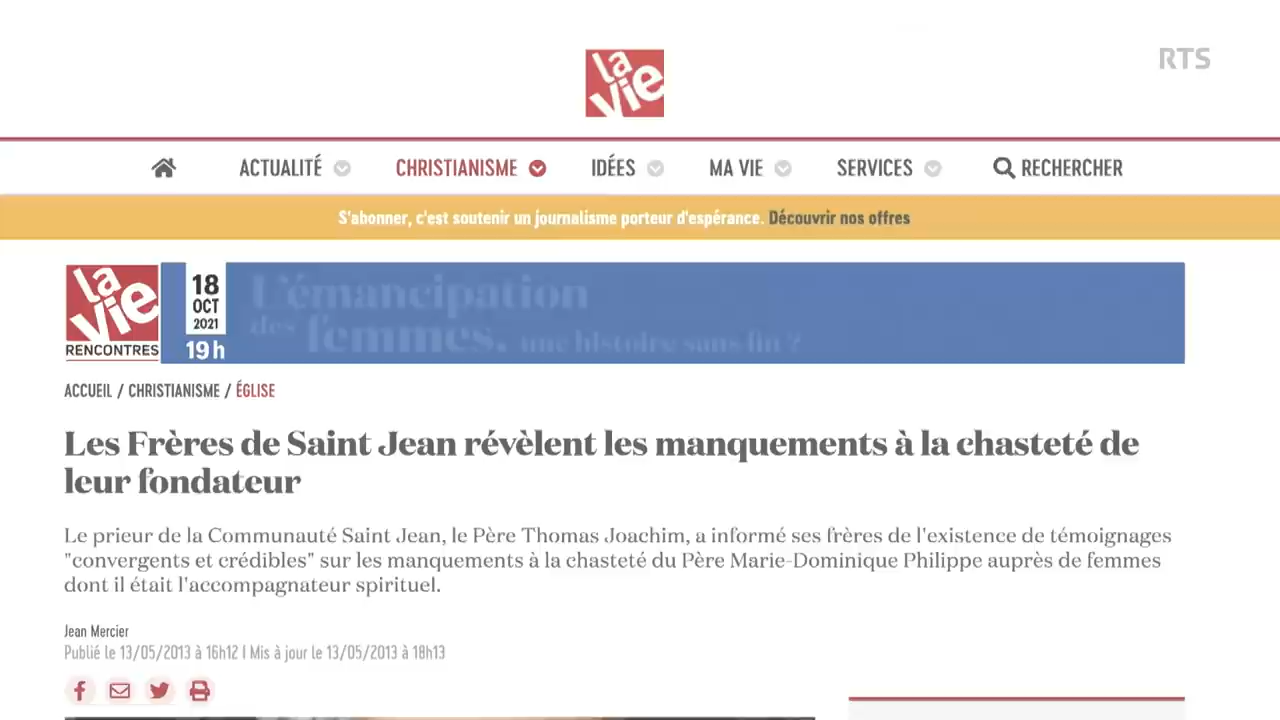 la vie
RTS
ACTUALITÉ CHRISTIANISME IDÉES MA VIE SERVICES RECHERCHER
S'abonner, c'est soutenir un journalisme porteur d'espérance. Découvrir nos offres
la vie
RENCONTRES
18
OCT
2021
19h
L'émancipation
des femmes, une histoire sans fin ?
ACCUEIL / CHRISTIANISME / ÉGLISE
Les Frères de Saint Jean révèlent les manquements à la chasteté de
leur fondateur
Le prieur de la Communauté Saint Jean, le Père Thomas Joachim, a informé ses frères de l'existence de témoignages
"convergents et crédibles" sur les manquements à la chasteté du Père Marie-Dominique Philippe auprès de femmes
dont il était l'accompagnateur spirituel.
Jean Mercier
Publié le 13/05/2013 à 16h12 I Mis à jour le 13/05/2013 à 18h13